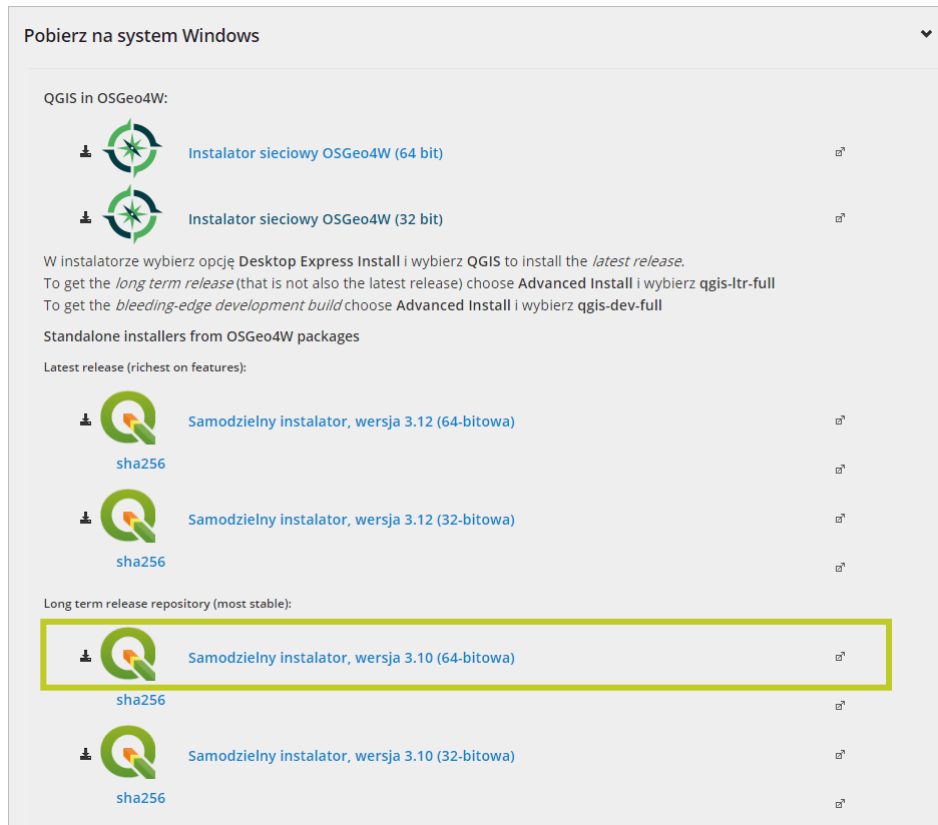 Pobierz na system Windows
QGIS in OSGeo4W:
Instalator sieciowy OSGeo4W (64 bit)
Instalator sieciowy OSGeo4W (32 bit)
W instalatorze wybierz opcję Desktop Express Install i wybierz QGIS to install the latest release.
To get the long term release (that is not also the latest release) choose Advanced Install i wybierz qgis-ltr-full
To get the bleeding-edge development build choose Advanced Install i wybierz qgis-dev-full
Standalone installers from OSGeo4W packages
Latest release (richest on features):
Samodzielny instalator, wersja 3.12 (64-bitowa)
sha256
Samodzielny instalator, wersja 3.12 (32-bitowa)
sha256
Long term release repository (most stable):
Samodzielny instalator, wersja 3.10 (64-bitowa)
sha256
Samodzielny instalator, wersja 3.10 (32-bitowa)
sha256